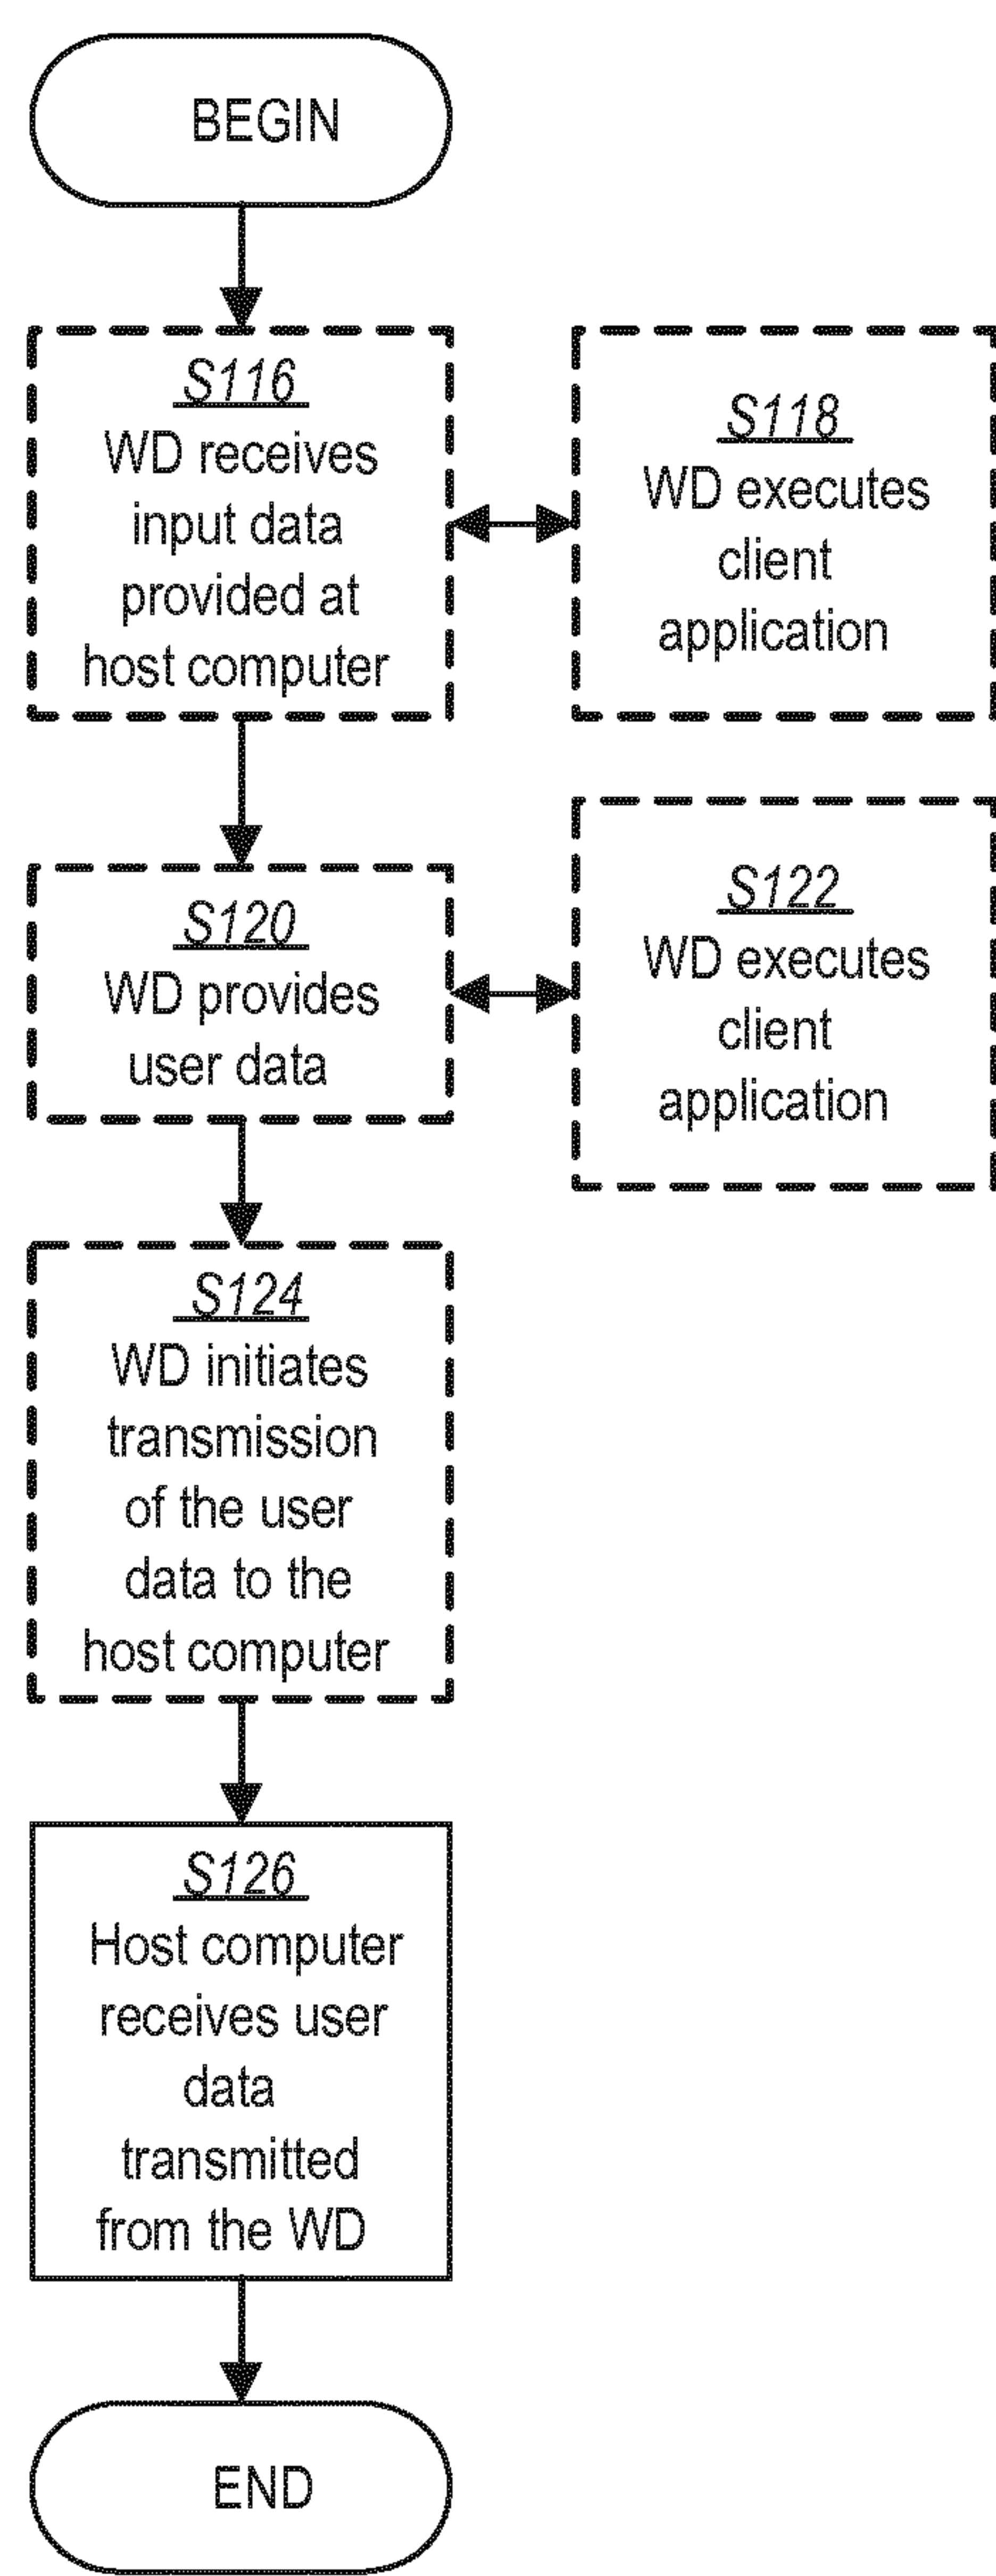 BEGIN
S116
WD receives
input data
provided at
host computer
S118
WD executes
client
application
S120
WD provides
user data
S122
WD executes
client
application
S124
WD initiates
transmission
of the user
data to the
host computer
S126
Host computer
receives user
data
transmitted
from the WD
END